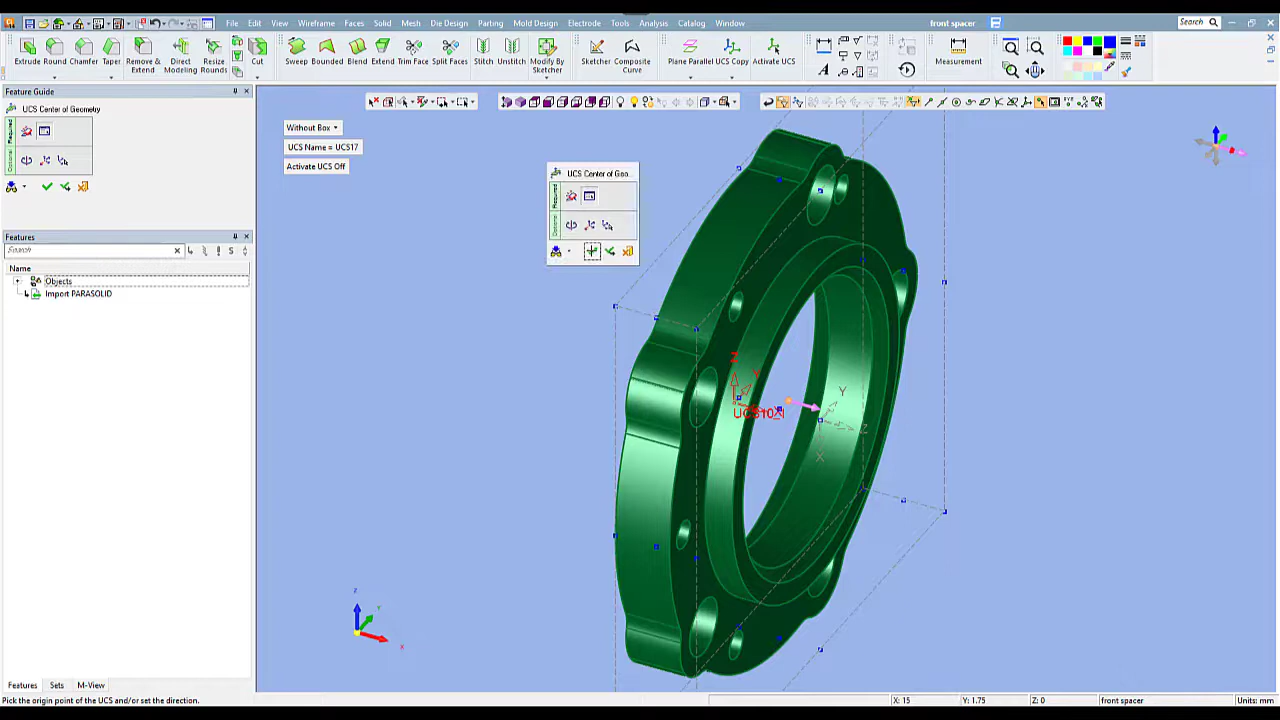 File Edit View Wireframe Faces Solid Mesh Die Design Parting Mold Design Electrode Tools Analysis Catalog Window
front spacer
Search
Extrude Round Chamfer Taper Remove & Extend Direct Modeling Resize Rounds Cut
Sweep Bounded Blend Split Faces Stitch Unstitch Modify By Sketcher
Sketcher Composite Curve
Plane Parallel UCS Copy Activate UCS
Measurement
Feature Guide
UCS Center of Geometry
Required
Optional
Without Box
UCS Name = UCS17
Activate UCS Off
UCS Center of Geo...
Required
Optional
Features
Search
S
Name
Objects
Import PARASOLID
Z
Y
UCS10_1
X
Y
Z
X
Z
Y
X
Features Sets M-View
Pick the origin point of the UCS and/or set the direction.
X: 15
Y: 1.75
Z: 0
front spacer
Units: mm